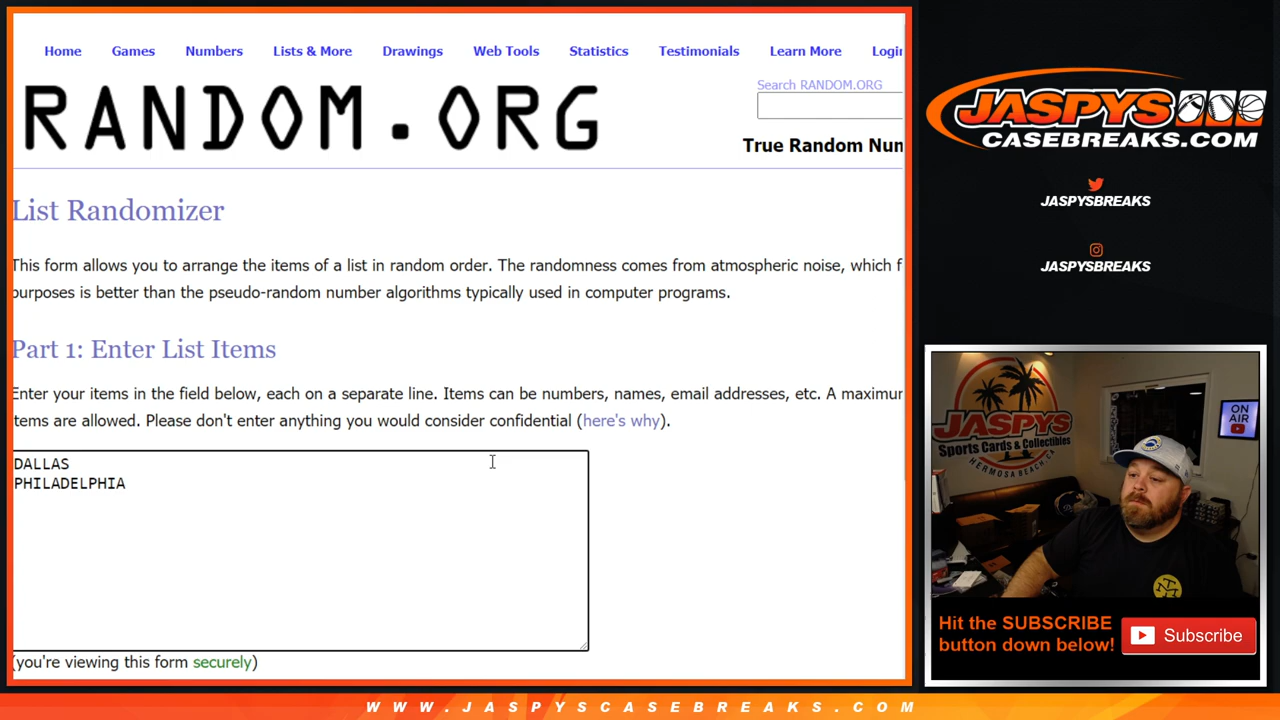 Home Games Numbers Lists & More Drawings Web Tools Statistics Testimonials Learn More Login
RANDOM.ORG
Search RANDOM.ORG
True Random Num
List Randomizer
This form allows you to arrange the items of a list in random order. The randomness comes from atmospheric noise, which f
purposes is better than the pseudo-random number algorithms typically used in computer programs.
Part 1: Enter List Items
Enter your items in the field below, each on a separate line. Items can be numbers, names, email addresses, etc. A maximum
items are allowed. Please don't enter anything you would consider confidential (here's why).
DALLAS
PHILADELPHIA
(you're viewing this form securely)
JASPYS
CASEBREAKS.COM
JASPYSBREAKS
JASPYSBREAKS
JASPYS
Sports Cards & Collectibles
HERMOSA BEACH, CA
ON
AIR
Hit the SUBSCRIBE
button down below!
Subscribe
WWW.JASPYSCASEBREAKS.COM